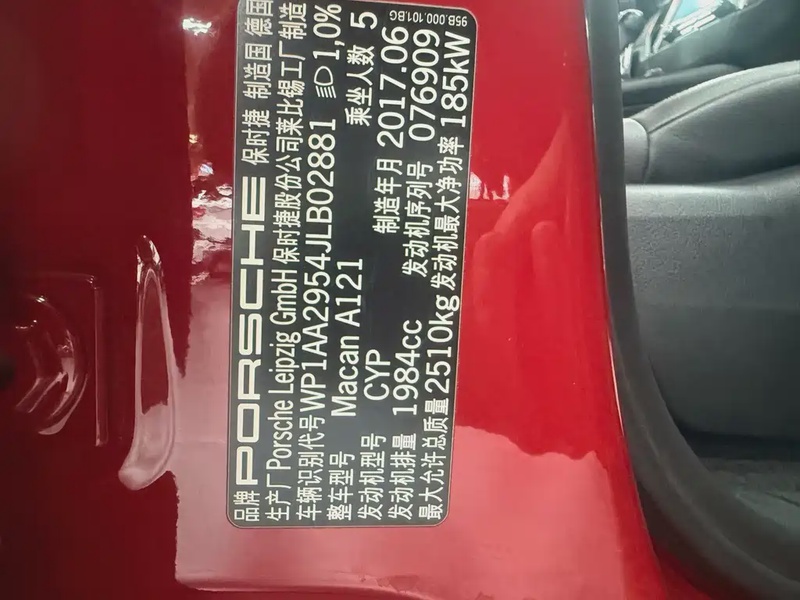 品牌 PORSCHE 保时捷 制造国 德国
生产厂 Porsche Leipzig GmbH 保时捷股份公司莱比锡工厂制造
车辆识别代号 WP1AA2954JLB02881 1,0%
整车型号 Macan A121 乘坐人数 5
发动机型号 CYP 制造年月 2017.06
发动机排量 1984cc 发动机序列号 076909
最大允许总质量 2510kg 发动机最大净功率 185kW
95B.000.101.BG